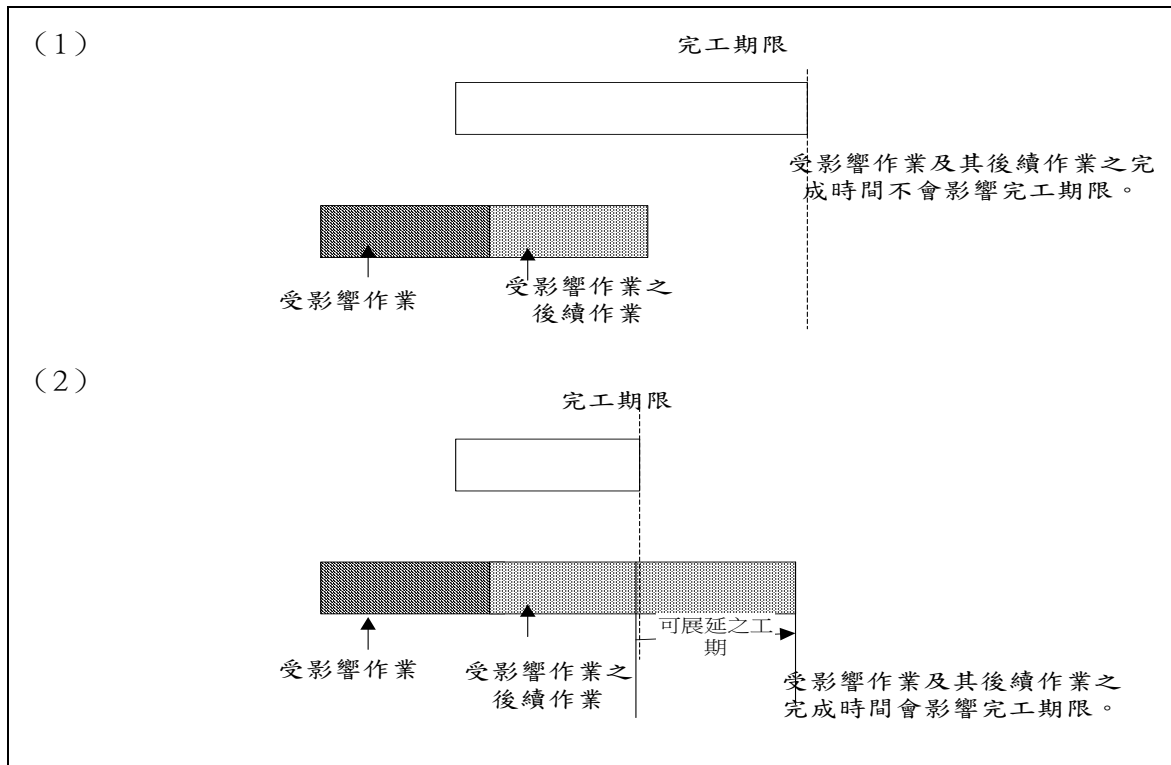 （1）
完工期限
受影響作業及其後續作業之完
成時間不會影響完工期限。
受影響作業
受影響作業之
後續作業
（2）
完工期限
可展延之工
期
受影響作業
受影響作業之
後續作業
受影響作業及其後續作業之
完成時間會影響完工期限。